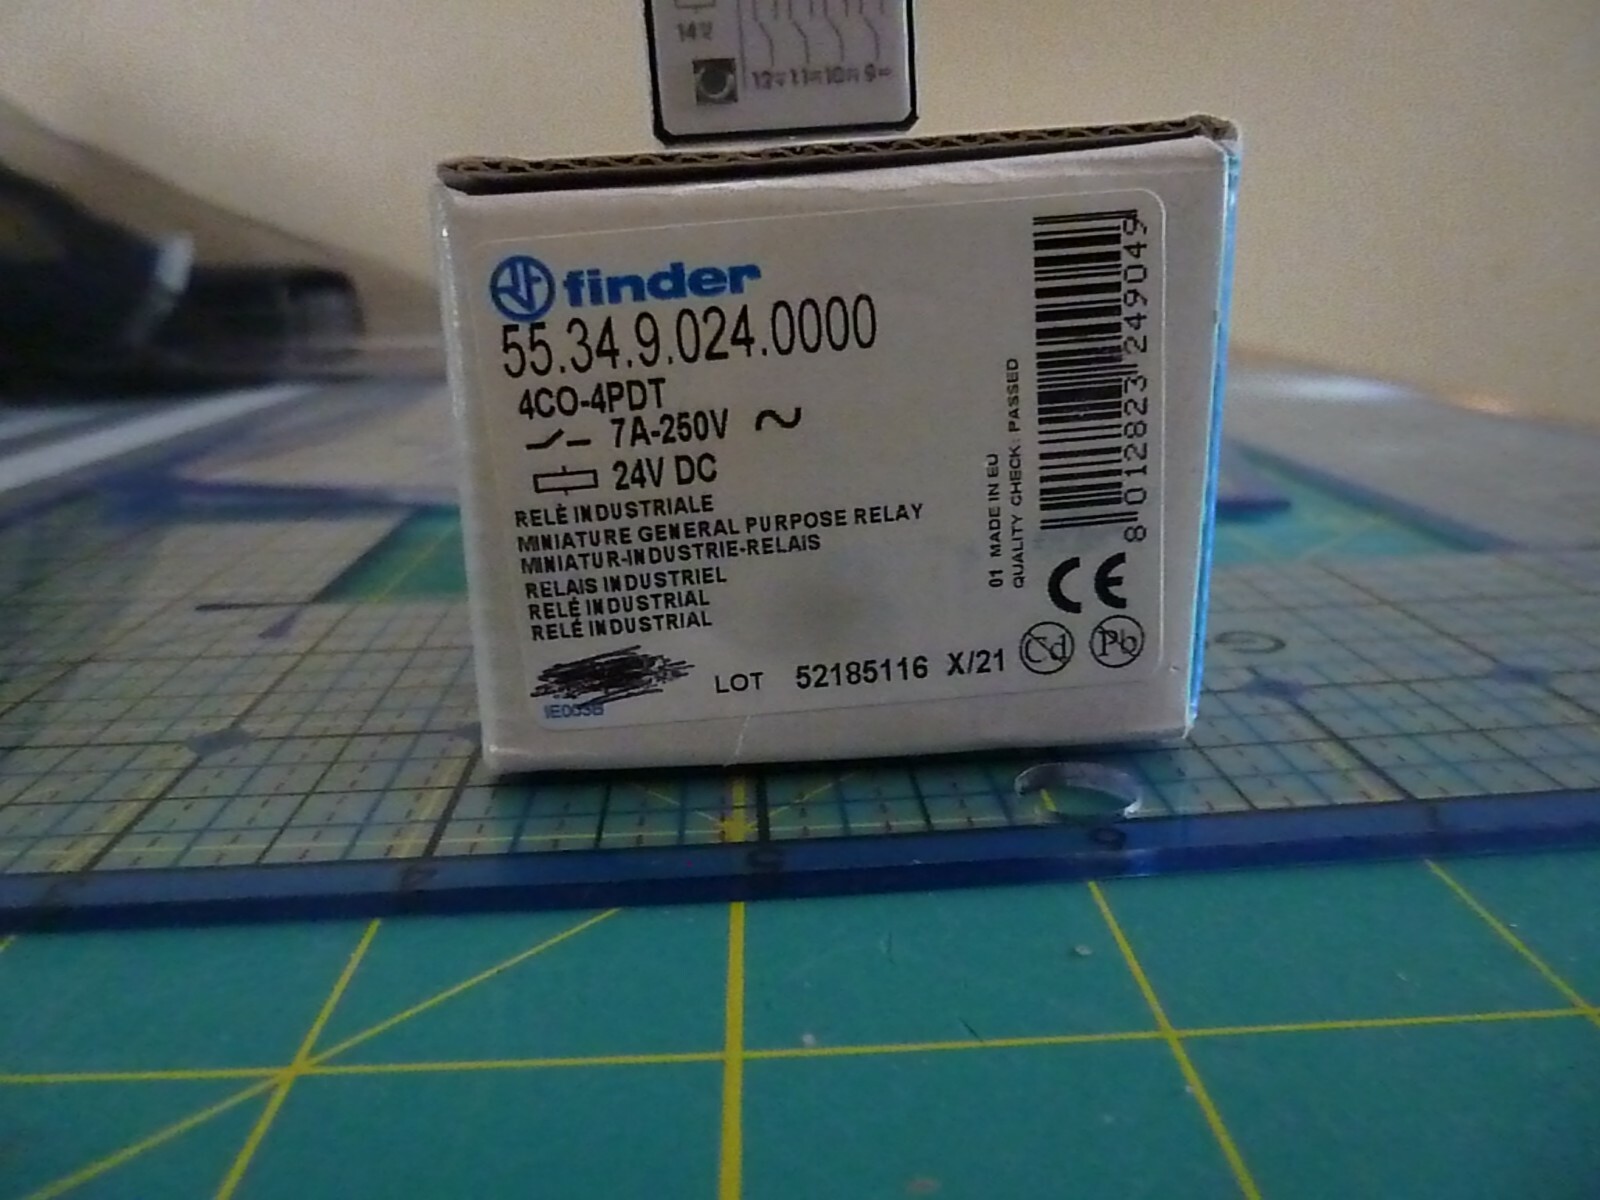 14
12 11 10 9
finder
55.34.9.024.0000
4CO-4PDT
7A-250V ~
24V DC
RELÈ INDUSTRIALE
MINIATURE GENERAL PURPOSE RELAY
MINIATUR-INDUSTRIE-RELAIS
RELAIS INDUSTRIEL
RELÉ INDUSTRIAL
RELÉ INDUSTRIAL
LOT 52185116 X/21
01 MADE IN EU
QUALITY CHECK: PASSED
8 012823 249049
CE
Cd Pb
5
6